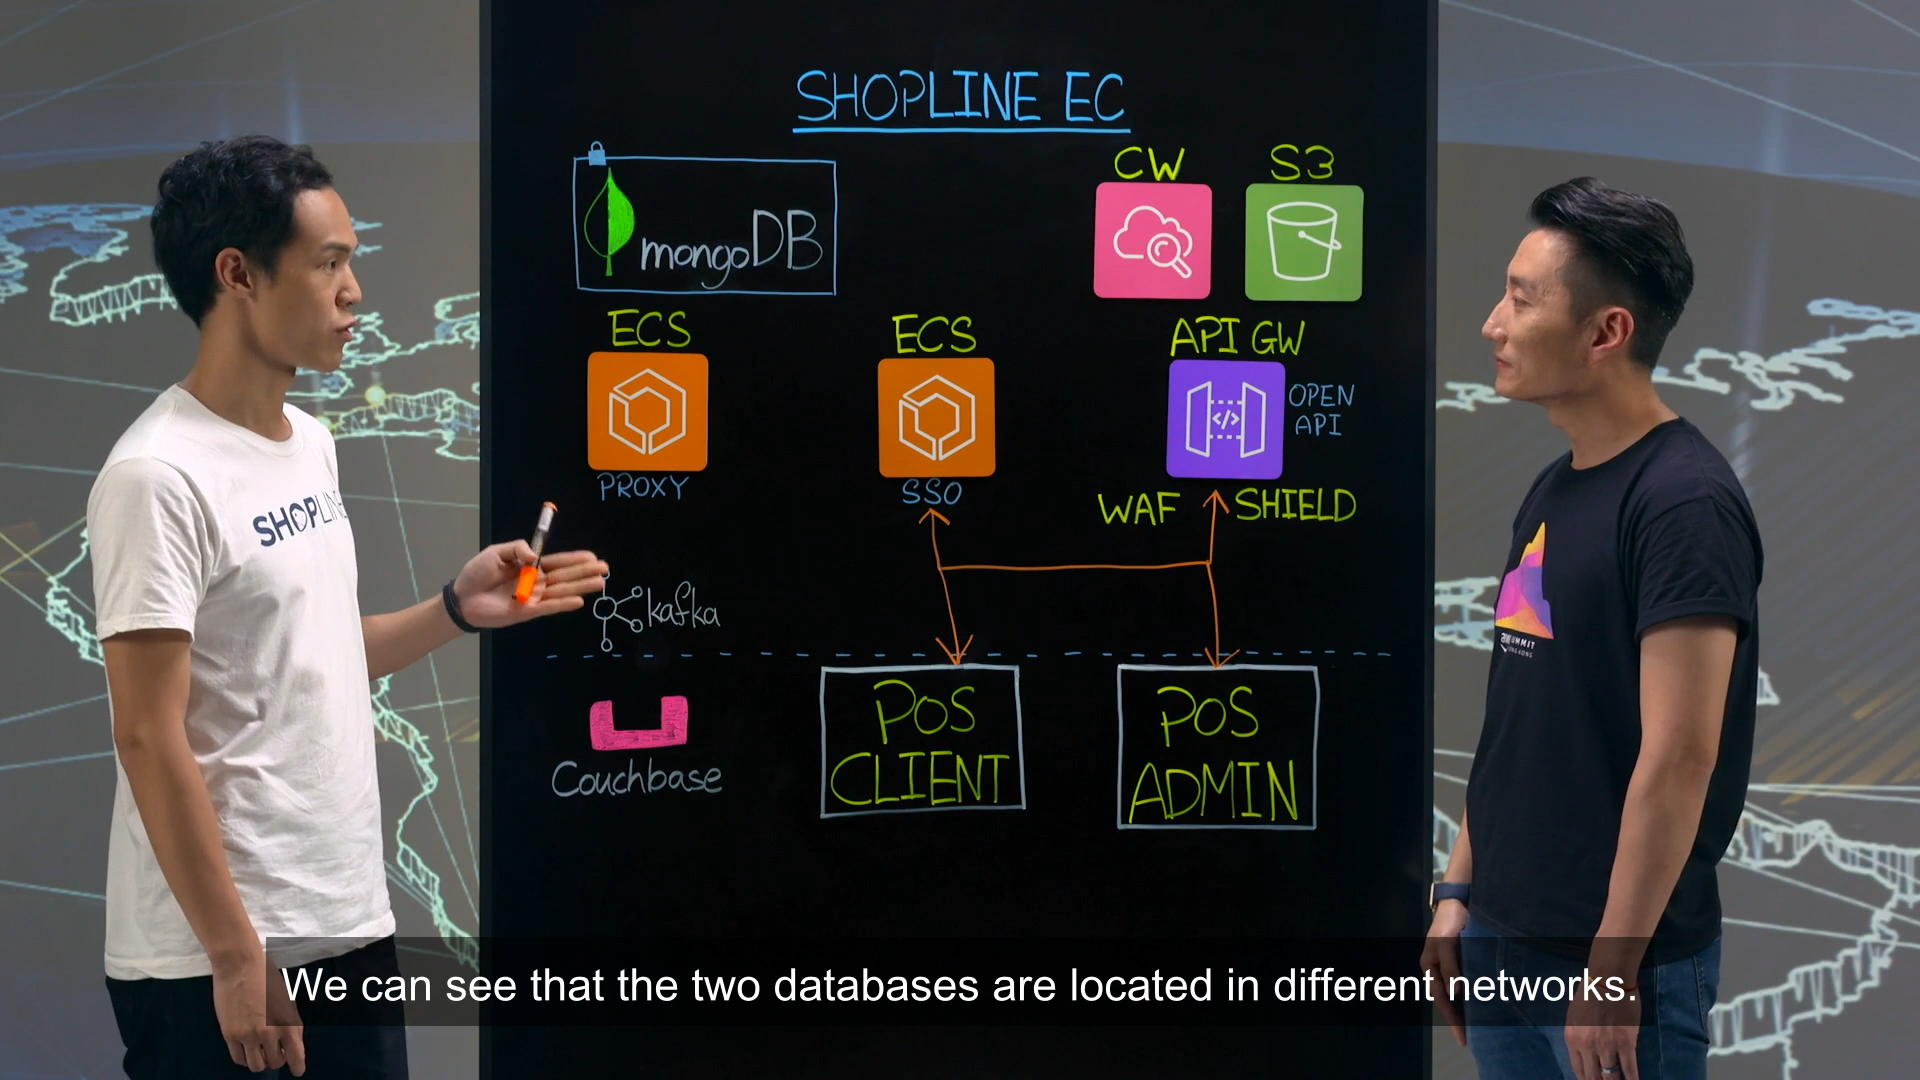 SHOPLINE EC
mongoDB
CW
S3
ECS
ECS
API GW
OPEN
API
PROXY
SSO
WAF
SHIELD
kafka
Couchbase
POS
CLIENT
POS
ADMIN
SHOPLINE
SUMMIT
We can see that the two databases are located in different networks.